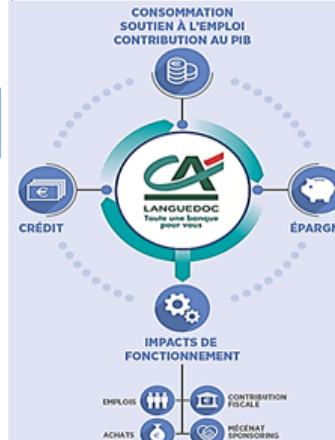 CONSOMMATION
SOUTIEN À L'EMPLOI
CONTRIBUTION AU PIB
CA
LANGUEDOC
Toute une banque
pour vous
CRÉDIT
ÉPARGN
IMPACTS DE
FONCTIONNEMENT
EMPLOIS
CONTRIBUTION
FISCALE
ACHATS
MÉCÉNAT
SPONSORING